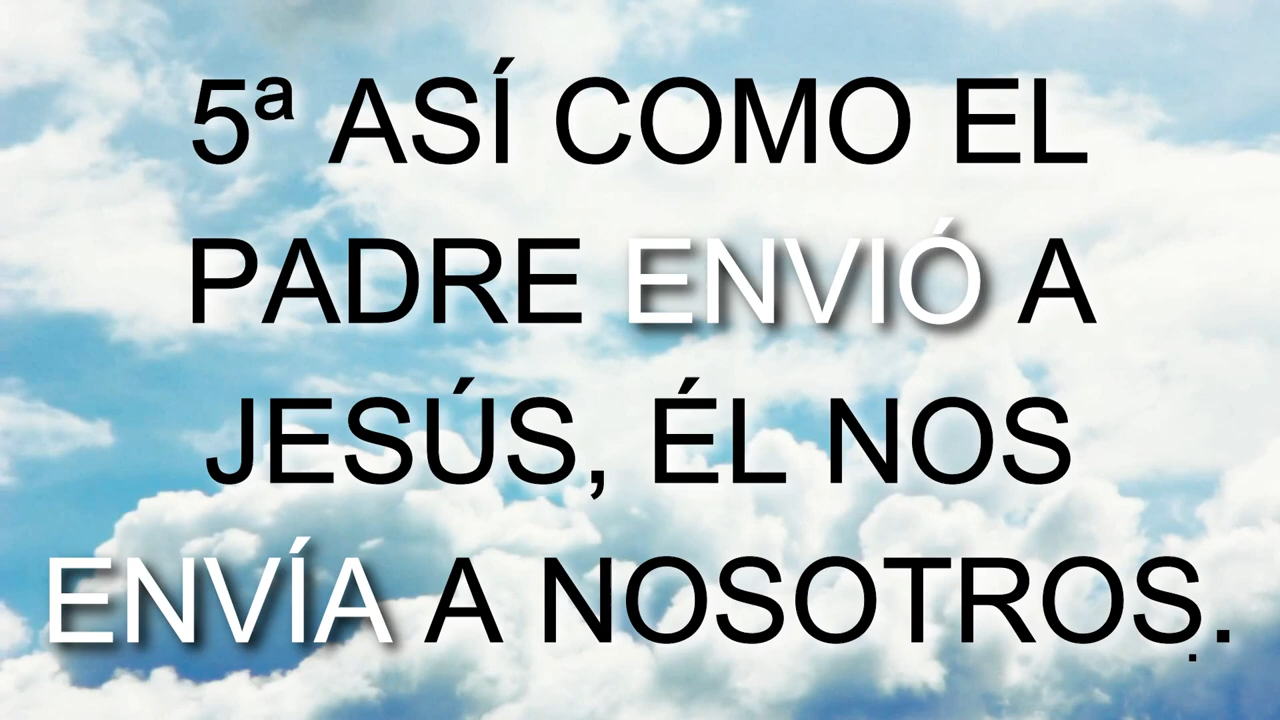 5ª ASÍ COMO EL
PADRE ENVIÓ A
JESÚS, ÉL NOS
ENVÍA A NOSOTROS.
.